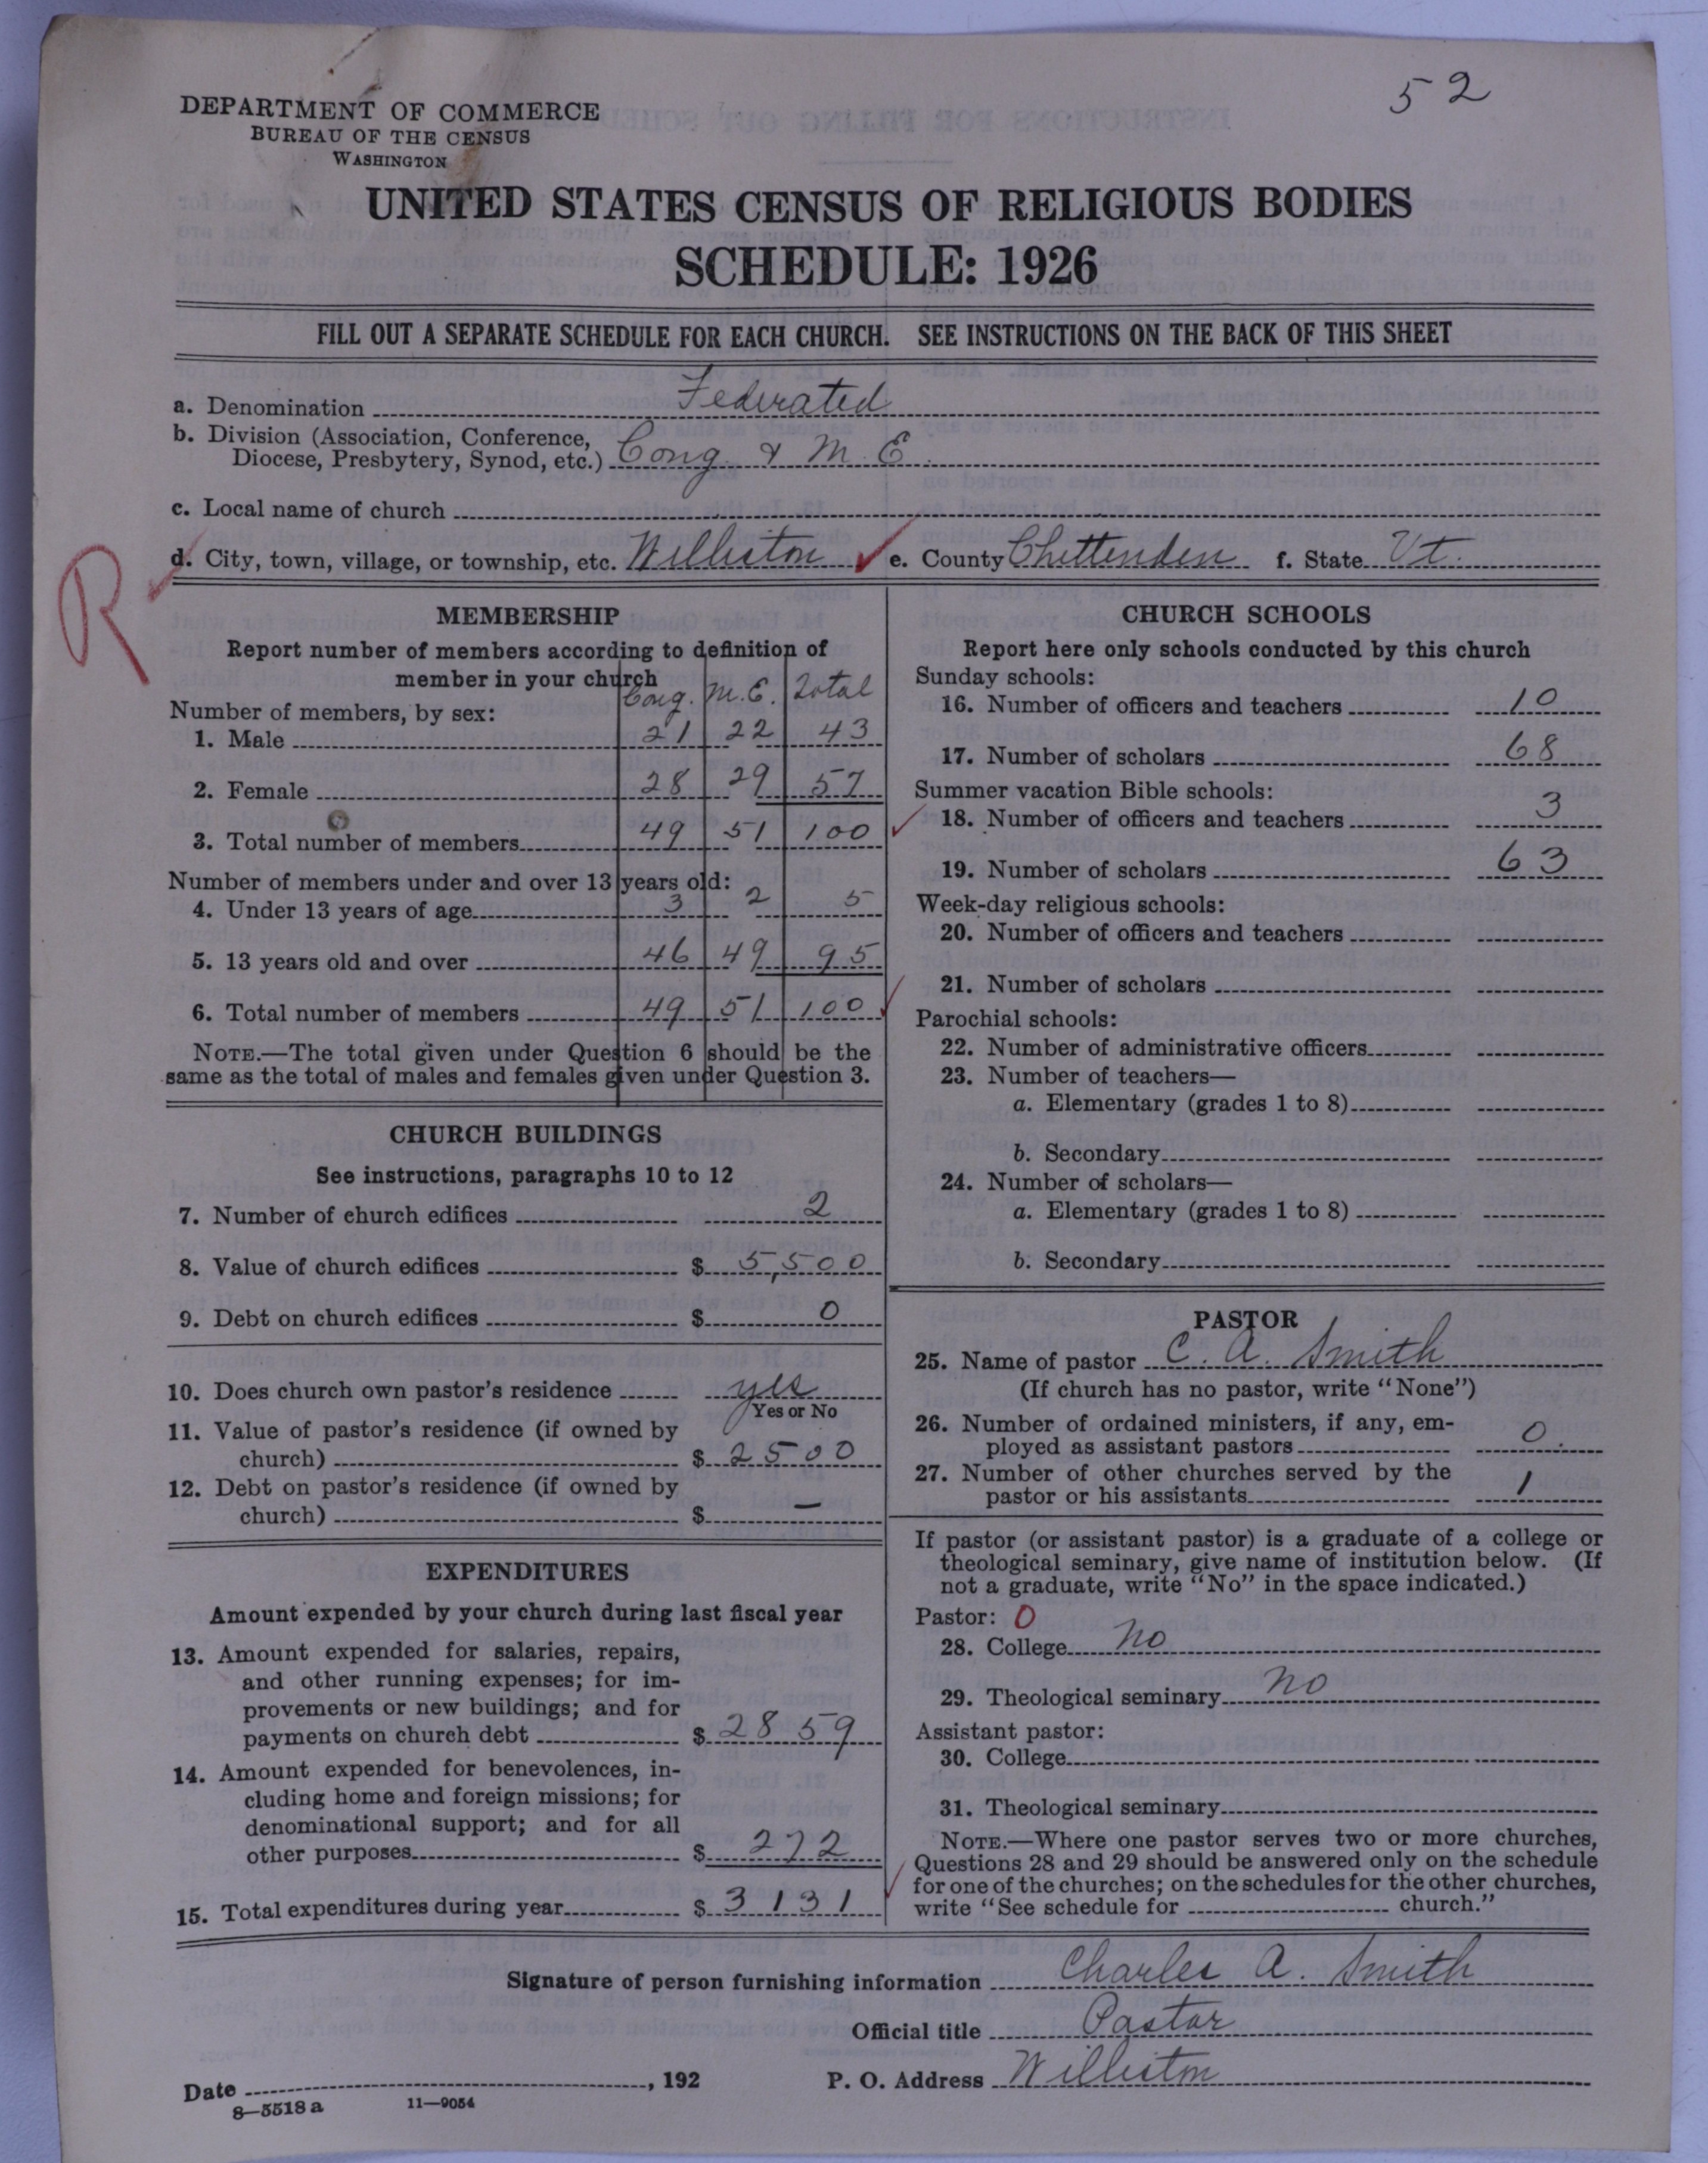 52
DEPARTMENT OF COMMERCE
BUREAU OF THE CENSUS
WASHINGTON
UNITED STATES CENSUS OF RELIGIOUS BODIES
SCHEDULE: 1926
FILL OUT A SEPARATE SCHEDULE FOR EACH CHURCH. SEE INSTRUCTIONS ON THE BACK OF THIS SHEET
a. Denomination Federated
b. Division (Association, Conference,
Diocese, Presbytery, Synod, etc.) Cong. & M. E.
c. Local name of church
R
d. City, town, village, or township, etc. Williston e. County Chittenden f. State Vt.
MEMBERSHIP
Report number of members according to definition of
member in your church
Cong. M.E. Total
Number of members, by sex:
1. Male 21 22 43
2. Female 28 29 57
3. Total number of members 49 51 100
Number of members under and over 13 years old:
4. Under 13 years of age 3 2 5
5. 13 years old and over 46 49 95
6. Total number of members 49 51 100
NOTE.—The total given under Question 6 should be the
same as the total of males and females given under Question 3.
CHURCH BUILDINGS
See instructions, paragraphs 10 to 12
7. Number of church edifices 2
8. Value of church edifices $ 5,500
9. Debt on church edifices $ 0
10. Does church own pastor's residence yes
Yes or No
11. Value of pastor's residence (if owned by
church) $ 2500
12. Debt on pastor's residence (if owned by
church) $ —
EXPENDITURES
Amount expended by your church during last fiscal year
13. Amount expended for salaries, repairs,
and other running expenses; for im-
provements or new buildings; and for
payments on church debt $ 2859
14. Amount expended for benevolences, in-
cluding home and foreign missions; for
denominational support; and for all
other purposes $ 272
15. Total expenditures during year $ 3131
CHURCH SCHOOLS
Report here only schools conducted by this church
Sunday schools:
16. Number of officers and teachers 10
17. Number of scholars 68
Summer vacation Bible schools:
18. Number of officers and teachers 3
19. Number of scholars 63
Week-day religious schools:
20. Number of officers and teachers
21. Number of scholars
Parochial schools:
22. Number of administrative officers
23. Number of teachers—
a. Elementary (grades 1 to 8)
b. Secondary
24. Number of scholars—
a. Elementary (grades 1 to 8)
b. Secondary
PASTOR
25. Name of pastor C. A. Smith
(If church has no pastor, write "None")
26. Number of ordained ministers, if any, em-
ployed as assistant pastors 0
27. Number of other churches served by the
pastor or his assistants 1
If pastor (or assistant pastor) is a graduate of a college or
theological seminary, give name of institution below. (If
not a graduate, write "No" in the space indicated.)
Pastor: 0
28. College no
29. Theological seminary no
Assistant pastor:
30. College
31. Theological seminary
NOTE.—Where one pastor serves two or more churches,
Questions 28 and 29 should be answered only on the schedule
for one of the churches; on the schedules for the other churches,
write "See schedule for church."
Signature of person furnishing information Charles A. Smith
Official title Pastor
Date , 192 P. O. Address Williston
8—5518 a 11—9054